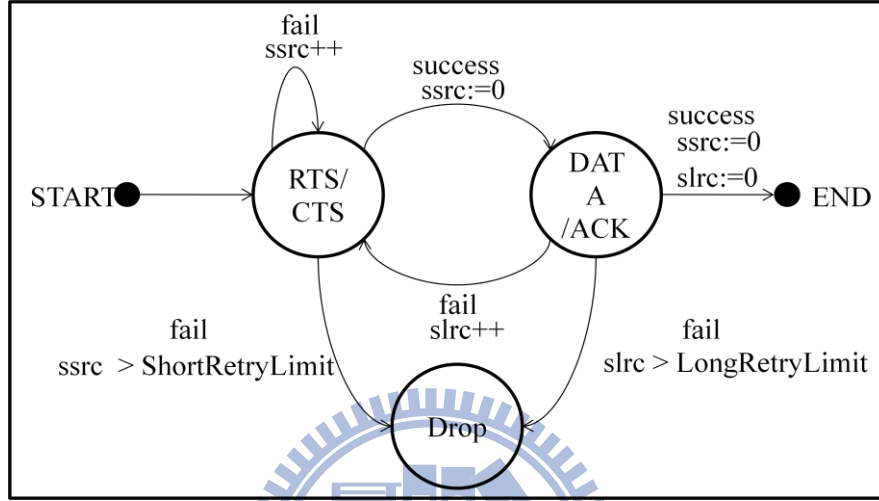 fail
ssrc++
success
ssrc:=0
success
ssrc:=0
slrc:=0
START
RTS/
CTS
DAT
A
/ACK
END
fail
slrc++
fail
ssrc > ShortRetryLimit
fail
slrc > LongRetryLimit
Drop